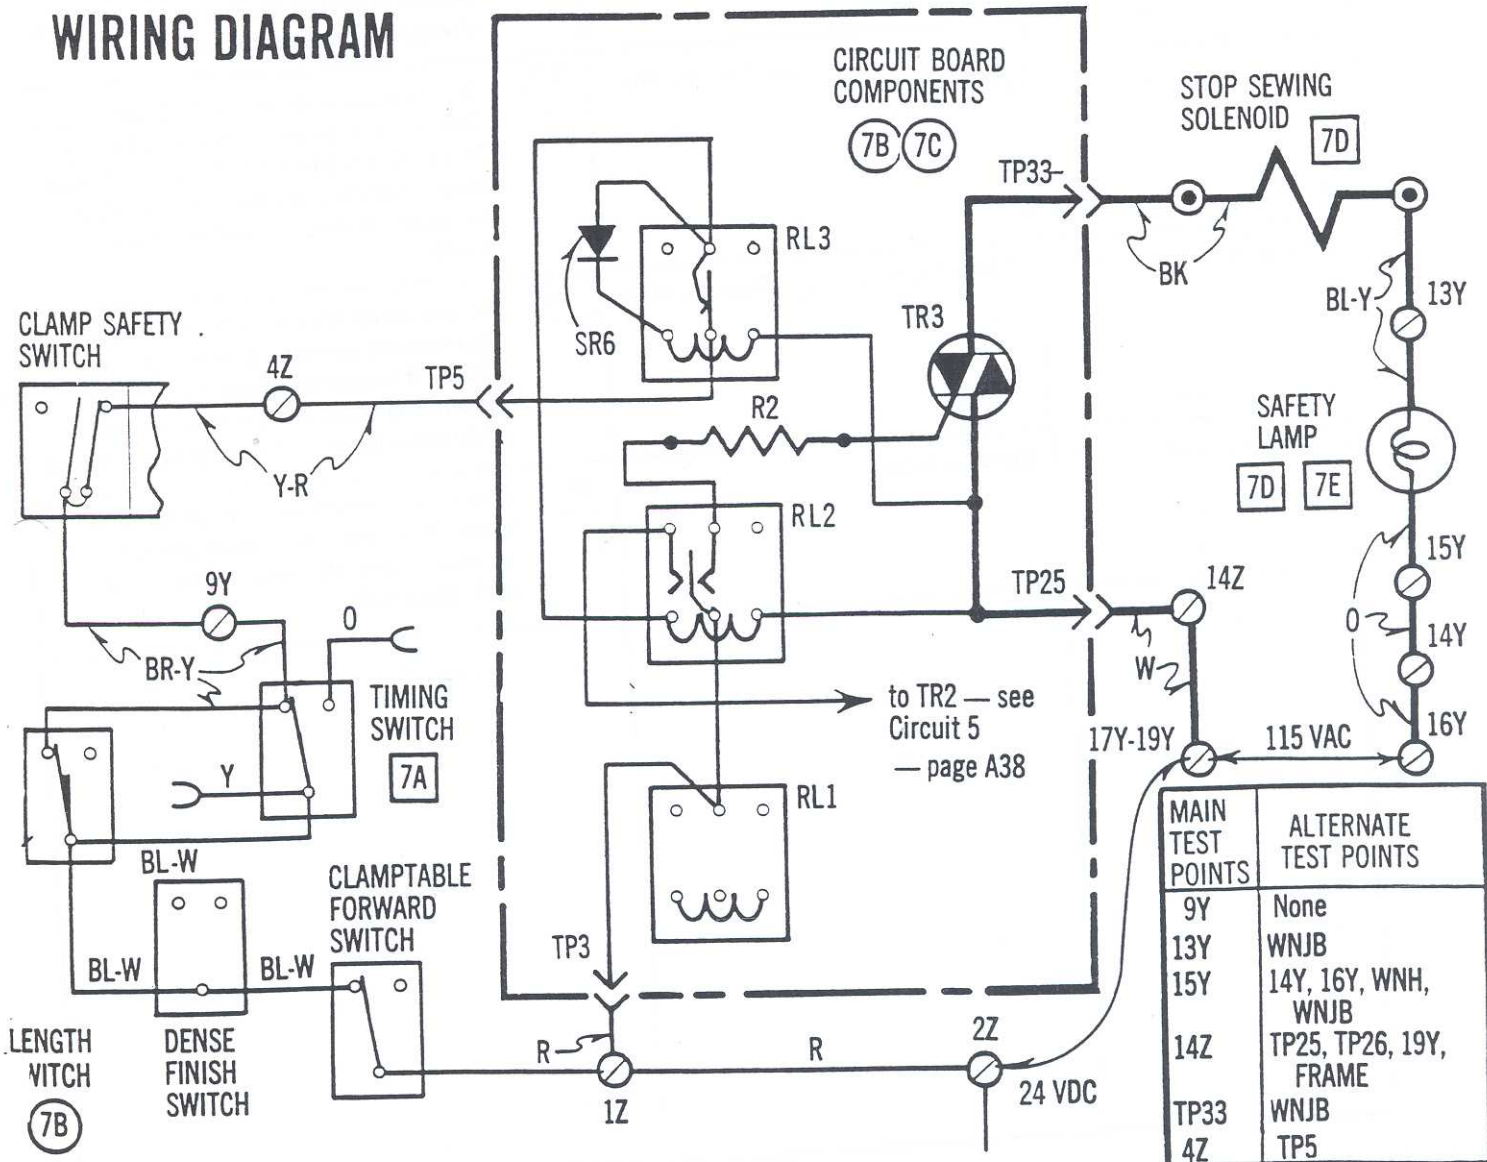 WIRING DIAGRAM
CIRCUIT BOARD
COMPONENTS
7B 7C
STOP SEWING
SOLENOID
7D
TP33-
BK
BL-Y
13Y
RL3
SR6
TR3
CLAMP SAFETY
SWITCH
4Z
TP5
Y-R
R2
SAFETY
LAMP
7D 7E
RL2
15Y
14Y
O
16Y
9Y
O
BR-Y
TP25
14Z
W
TIMING
SWITCH
7A
Y
to TR2 — see
Circuit 5
— page A38
17Y-19Y
115 VAC
RL1
BL-W
CLAMPTABLE
FORWARD
SWITCH
BL-W
BL-W
TP3
LENGTH
WITCH
7B
DENSE
FINISH
SWITCH
R
1Z
R
2Z
24 VDC
MAIN
TEST
POINTS
ALTERNATE
TEST POINTS
9Y None
13Y WNJB
15Y 14Y, 16Y, WNH,
WNJB
14Z TP25, TP26, 19Y,
FRAME
TP33 WNJB
4Z TP5